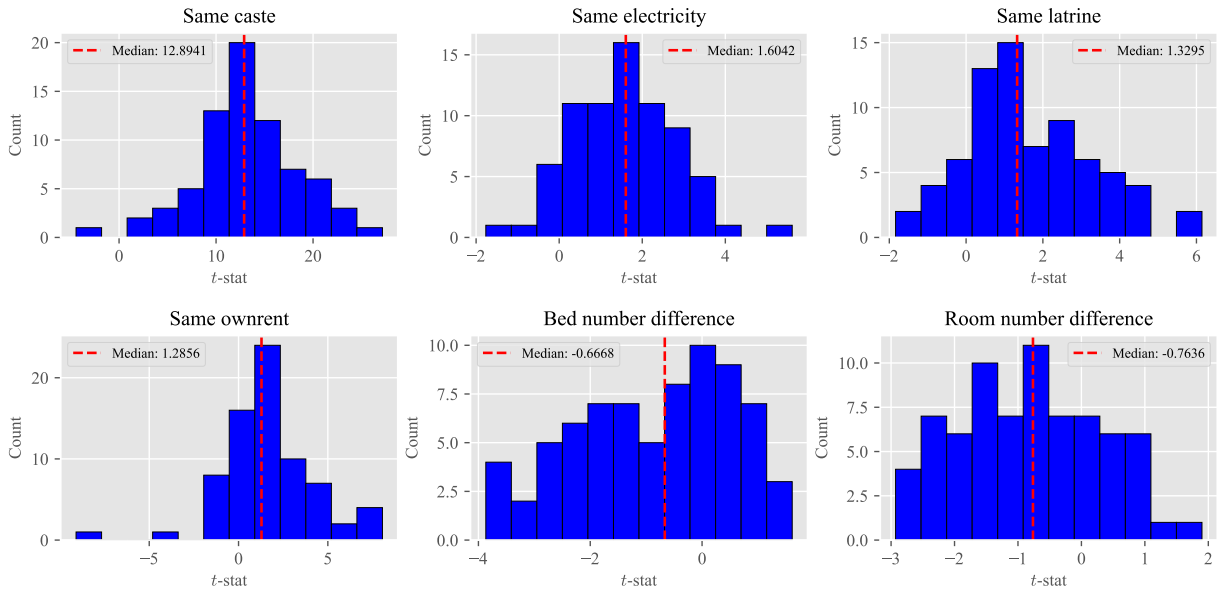 Same caste
Median: 12.8941
Count
20
15
10
5
0
0
10
20
t-stat
Same electricity
Median: 1.6042
Count
15
10
5
0
−2
0
2
4
t-stat
Same latrine
Median: 1.3295
Count
15
10
5
0
−2
0
2
4
6
t-stat
Same ownrent
Median: 1.2856
Count
20
10
0
−5
0
5
t-stat
Bed number difference
Median: -0.6668
Count
10.0
7.5
5.0
2.5
0.0
−4
−2
0
t-stat
Room number difference
Median: -0.7636
Count
10.0
7.5
5.0
2.5
0.0
−3
−2
−1
0
1
2
t-stat